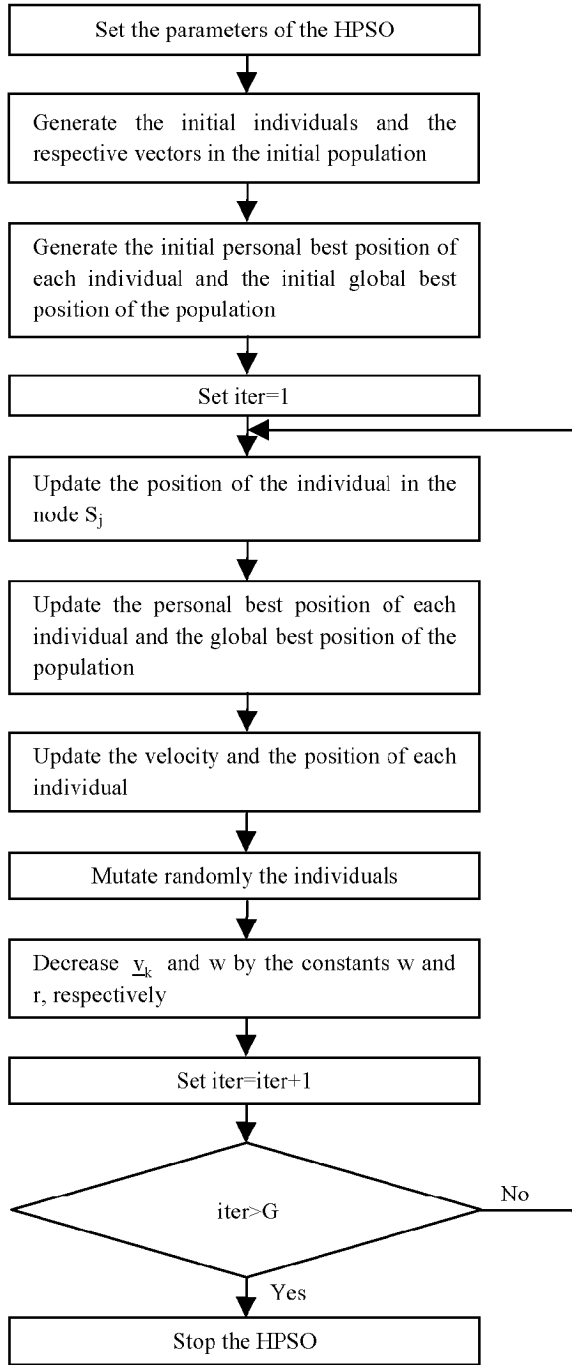 Set the parameters of the HPSO
Generate the initial individuals and the
respective vectors in the initial population
Generate the initial personal best position of
each individual and the initial global best
position of the population
Set iter=1
Update the position of the individual in the
node Sj
Update the personal best position of each
individual and the global best position of the
population
Update the velocity and the position of each
individual
Mutate randomly the individuals
Decrease vk and w by the constants w and
r, respectively
Set iter=iter+1
iter>G
No
Yes
Stop the HPSO